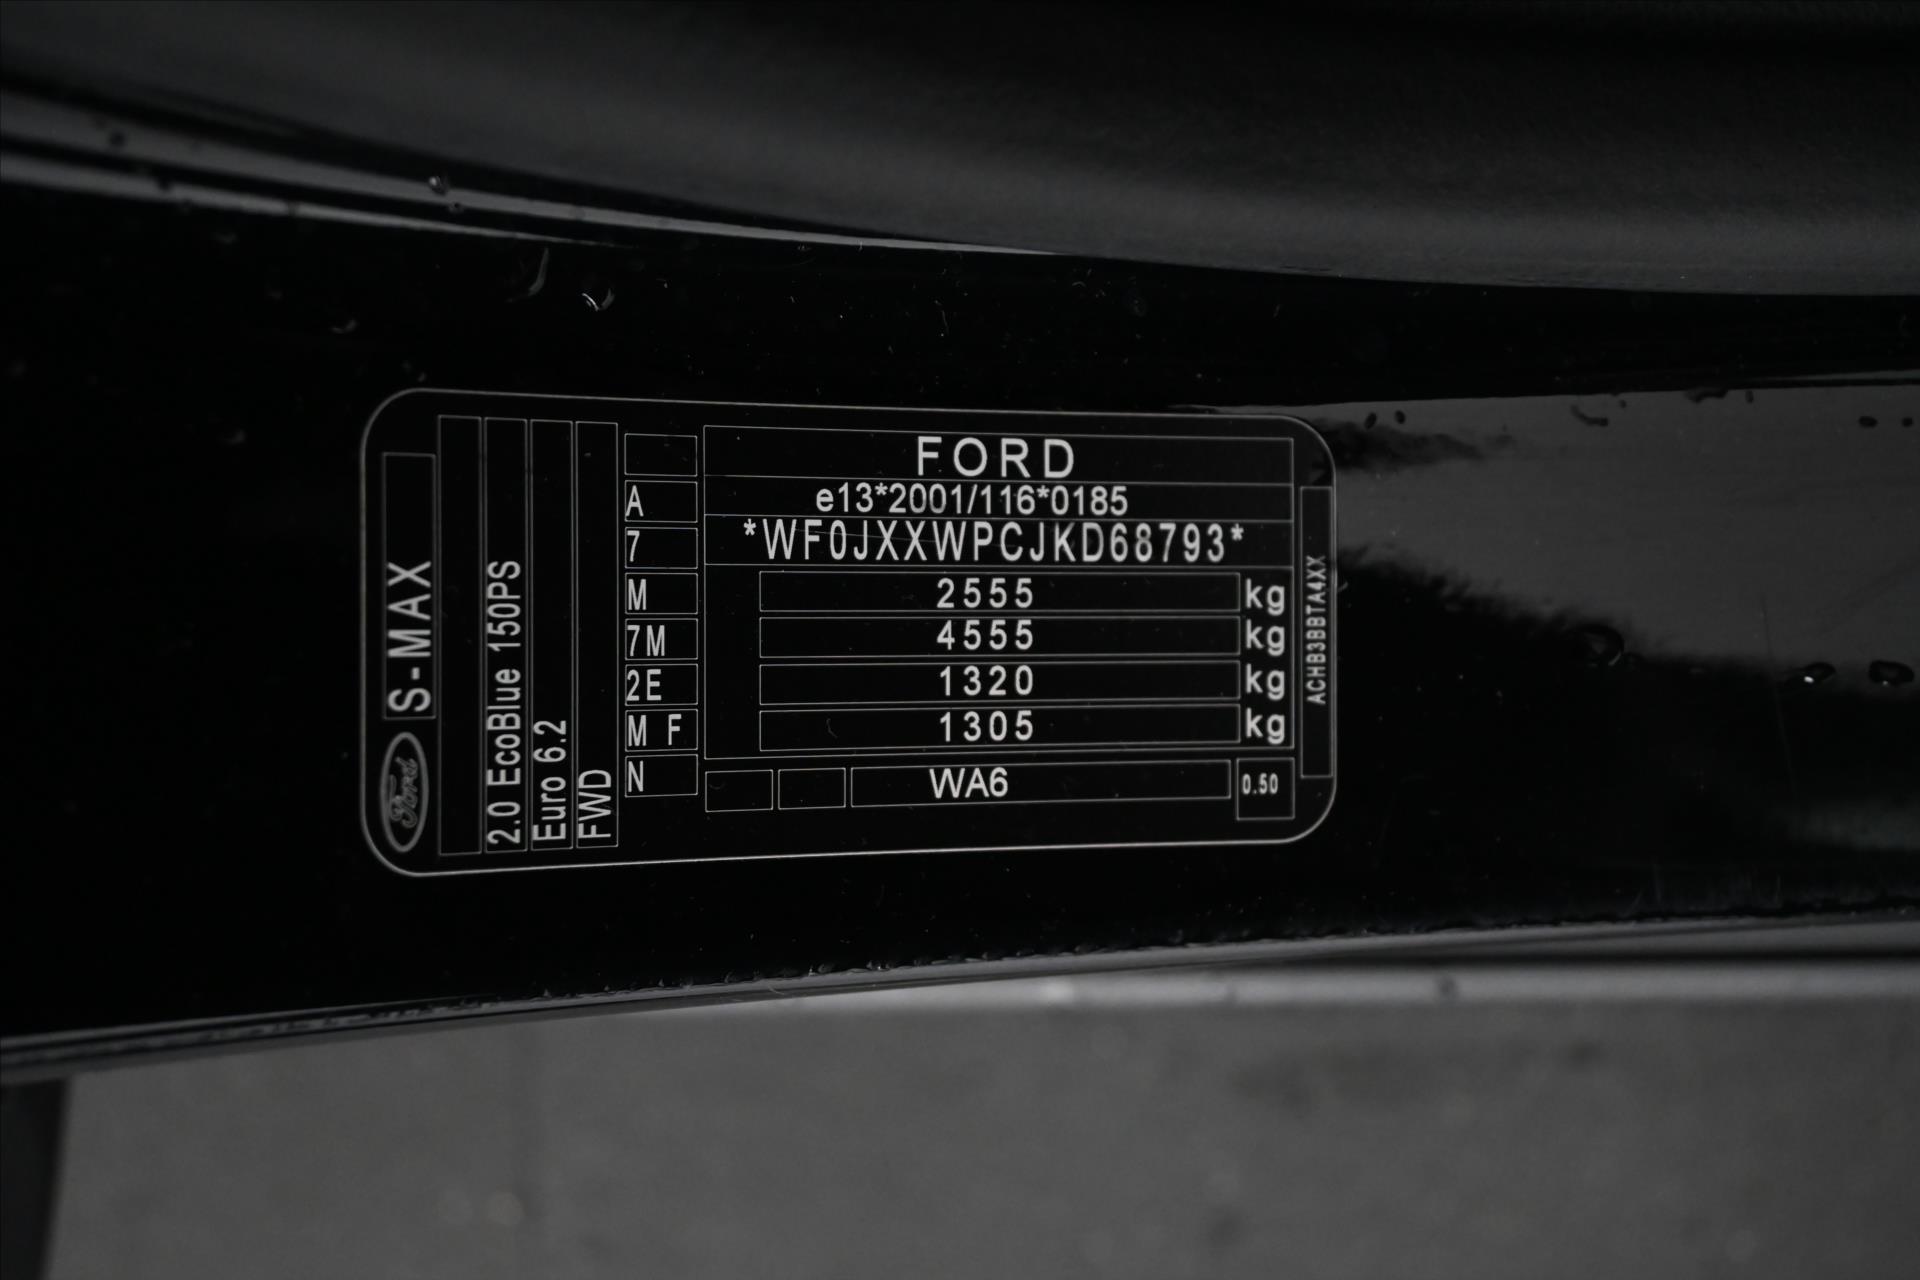 Ford
S-MAX
2.0 EcoBlue 150PS
Euro 6.2
FWD
FORD
A e13*2001/116*0185
7 *WF0JXXWPCJKD68793*
M 2555 kg
7M 4555 kg
2E 1320 kg
M F 1305 kg
N WA6 0.50
ACHB3BBTA4XX